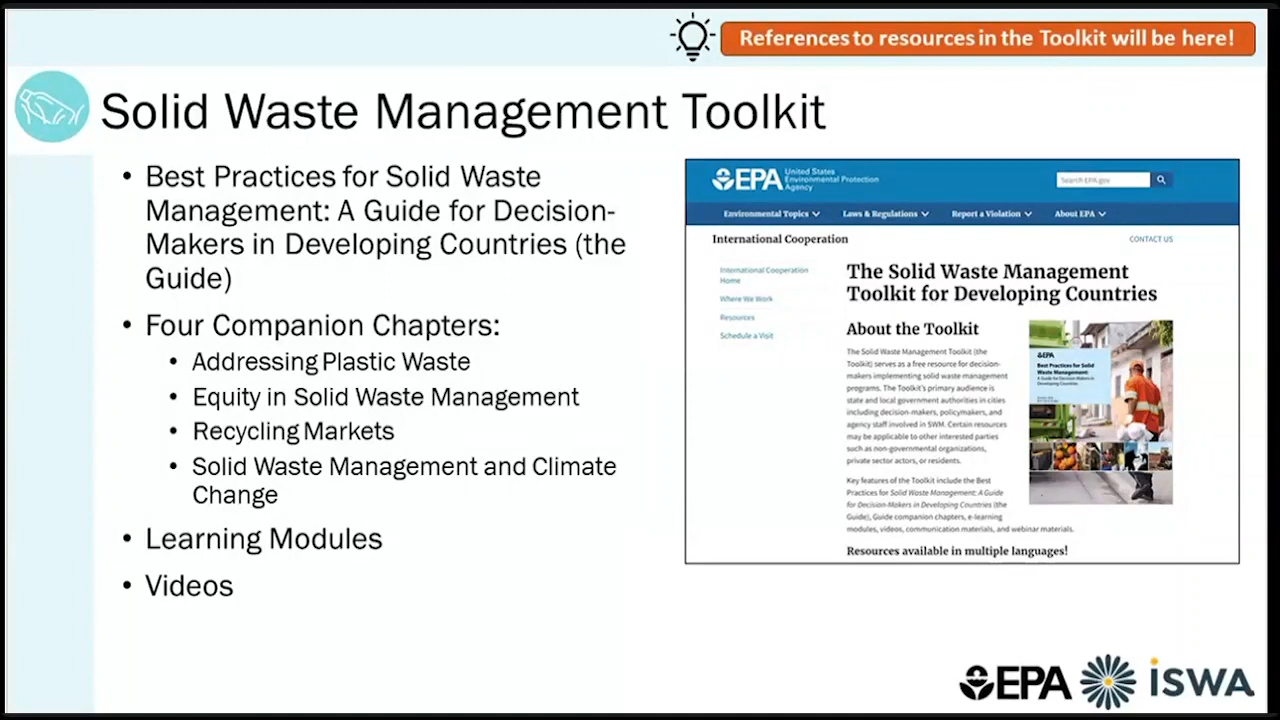 References to resources in the Toolkit will be here!
Solid Waste Management Toolkit
• Best Practices for Solid Waste
Management: A Guide for Decision-
Makers in Developing Countries (the
Guide)
• Four Companion Chapters:
• Addressing Plastic Waste
• Equity in Solid Waste Management
• Recycling Markets
• Solid Waste Management and Climate
Change
• Learning Modules
• Videos
EPA
United States
Environmental Protection
Agency
Search EPA.gov
Environmental Topics
Laws & Regulations
Report a Violation
About EPA
International Cooperation
CONTACT US
International Cooperation
Home
Where We Work
Resources
Schedule a Visit
The Solid Waste Management
Toolkit for Developing Countries
About the Toolkit
The Solid Waste Management Toolkit (the
Toolkit) serves as a free resource for decision-
makers implementing solid waste management
programs. The Toolkit's primary audience is
state and local government authorities in cities
including decision-makers, policymakers, and
agency staff involved in SWM. Certain resources
may be applicable to other interested parties
such as non-governmental organizations,
private sector actors, or residents.
Key features of the Toolkit include the Best
Practices for Solid Waste Management: A Guide
for Decision-Makers in Developing Countries (the
Guide), Guide companion chapters, e-learning
modules, videos, communication materials, and webinar materials.
Resources available in multiple languages!
EPA
Best Practices for Solid
Waste Management:
A Guide for Decision-Makers in
Developing Countries
EPA
iSWA